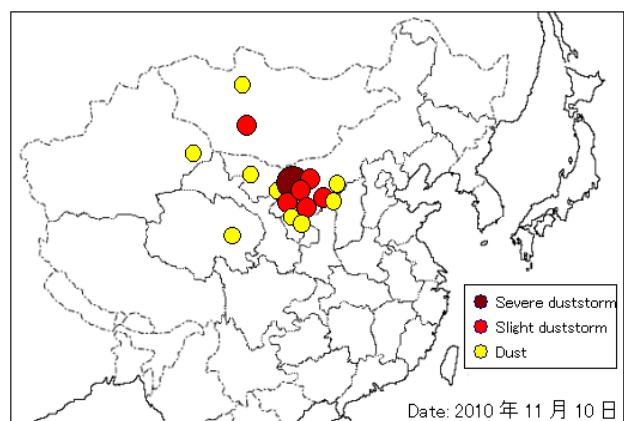 Severe duststorm
Slight duststorm
Dust
Date: 2010 年 11 月 10 日